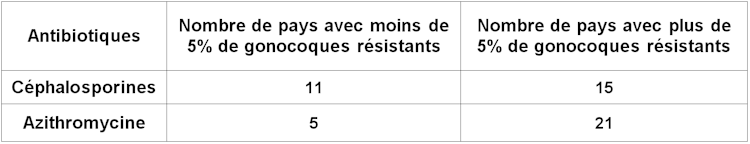 Antibiotiques
Nombre de pays avec moins de
5% de gonocoques résistants
Nombre de pays avec plus de
5% de gonocoques résistants
Céphalosporines 11 15
Azithromycine 5 21